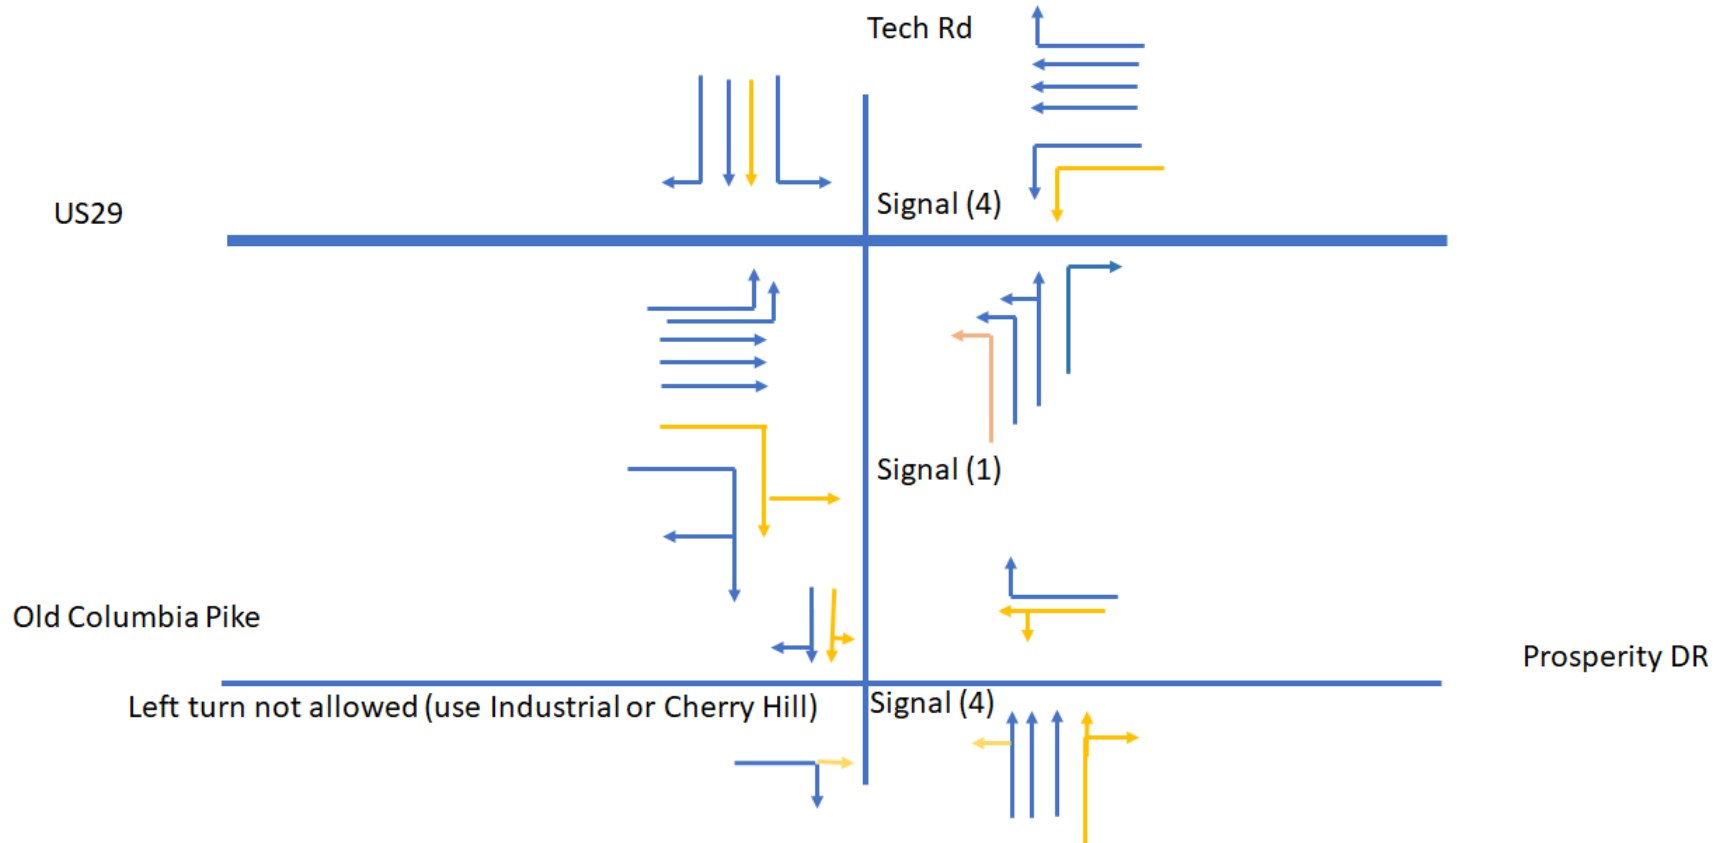 Tech Rd
Signal (4)
US29
Signal (1)
Old Columbia Pike
Prosperity DR
Left turn not allowed (use Industrial or Cherry Hill)
Signal (4)